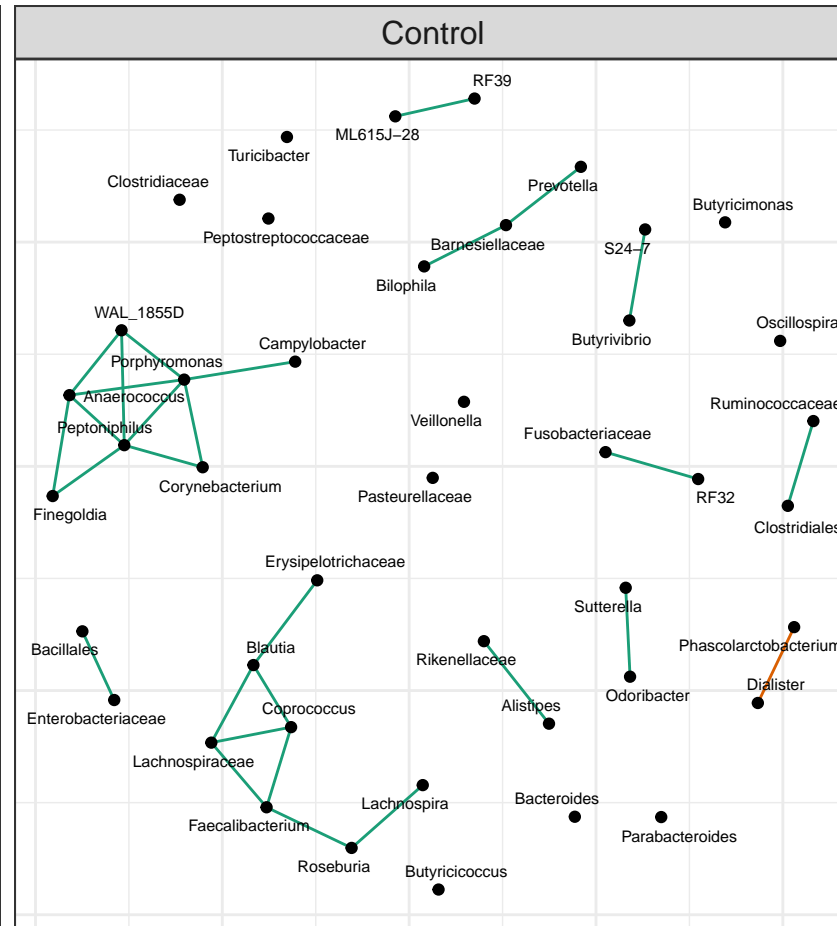 Control
RF39
ML615J−28
Turicibacter
Clostridiaceae
Prevotella
Butyricimonas
Peptostreptococcaceae
Barnesiellaceae
S24−7
Bilophila
WAL_1855D
Oscillospira
Butyrivibrio
Campylobacter
Porphyromonas
Anaerococcus
Ruminococcaceae
Veillonella
Peptoniphilus
Fusobacteriaceae
Corynebacterium
Pasteurellaceae
RF32
Finegoldia
Clostridiales
Erysipelotrichaceae
Sutterella
Bacillales
Blautia
Phascolarctobacterium
Rikenellaceae
Dialister
Odoribacter
Alistipes
Coprococcus
Enterobacteriaceae
Lachnospiraceae
Bacteroides
Lachnospira
Faecalibacterium
Parabacteroides
Roseburia
Butyricicoccus